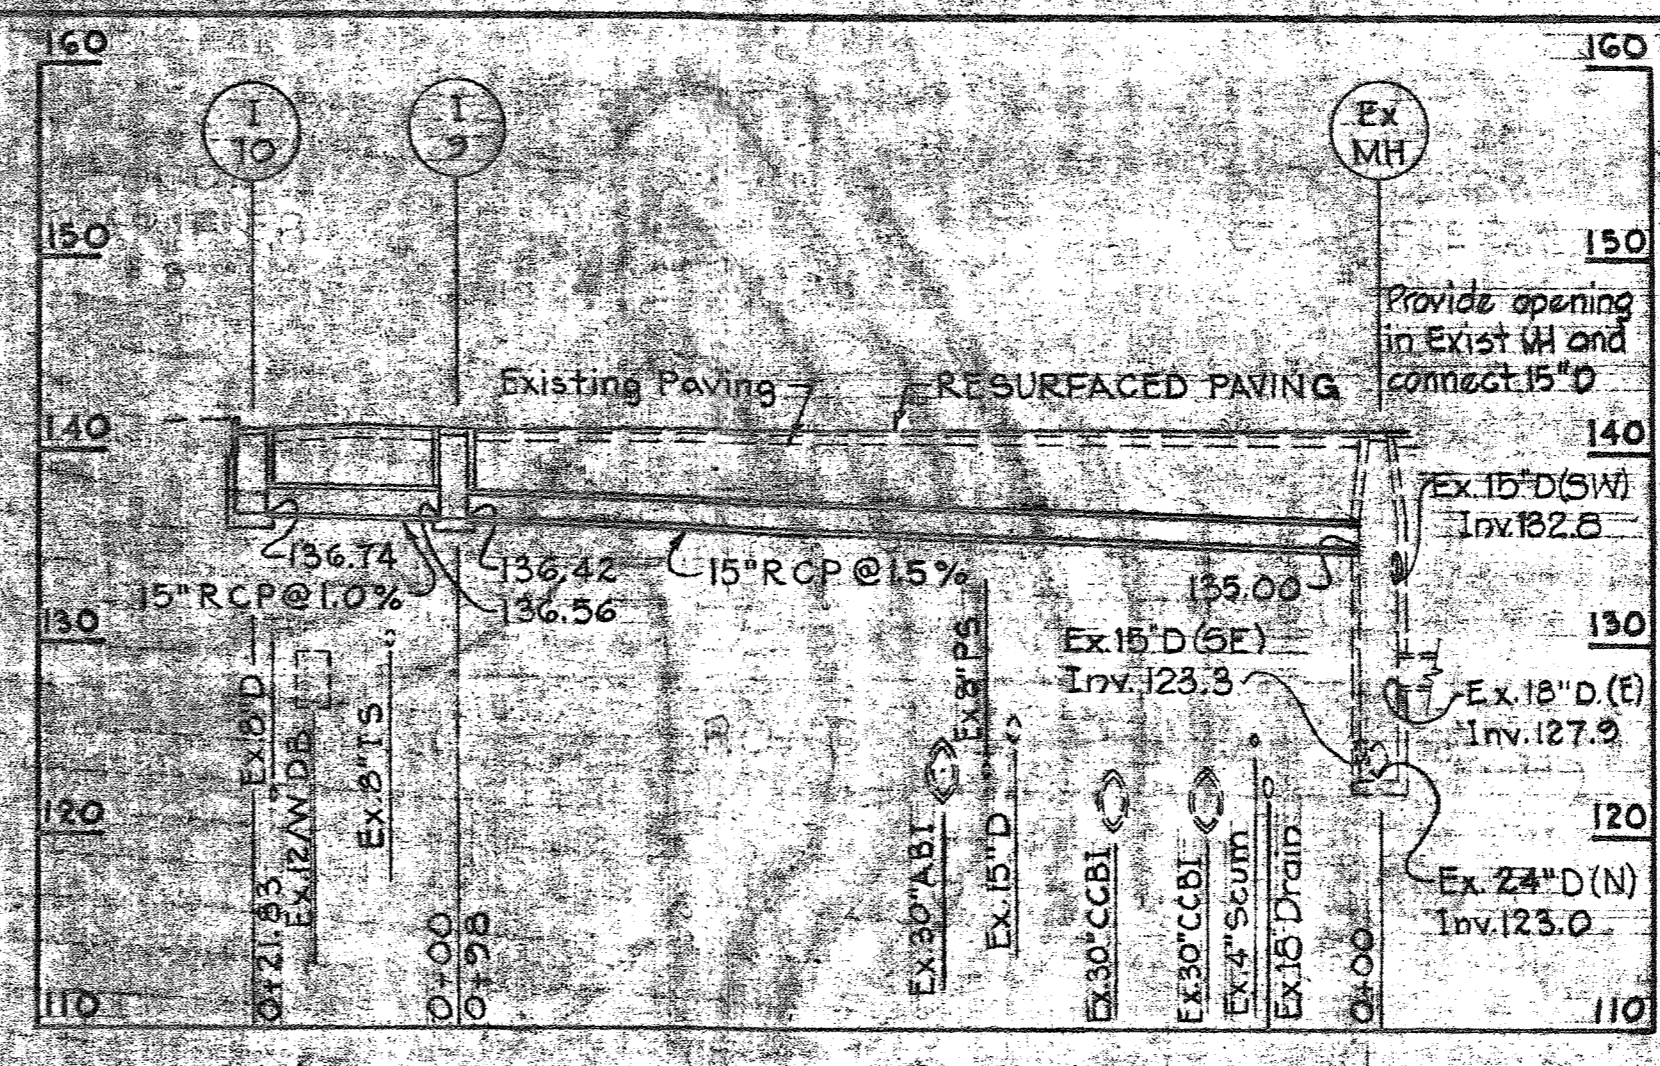 160
160
I
10
I
9
Ex
MH
150
150
Provide opening
in Exist MH and
connect 15"D
Existing Paving
RESURFACED PAVING
140
140
Ex. 15"D(SW)
Inv. 132.8
136.74
136.42
15"RCP @ 1.5%
135.00
15"RCP @ 1.0%
136.56
130
130
Ex. 15"D (SE)
Inv. 123.3
Ex. 18"D. (E)
Inv. 127.9
Ex 18"D
Ex. 12/W DB
Ex. 8" TS
Ex. 8" PS
120
120
Ex 30" ABI
Ex. 15"D
Ex. 30" CCBI
Ex. 30" CCBI
Ex. 4" Scum
Ex. 18" Drain
Ex. 24"D(N)
Inv. 123.0
0+21.83
0+00
0+98
0+00
110
110